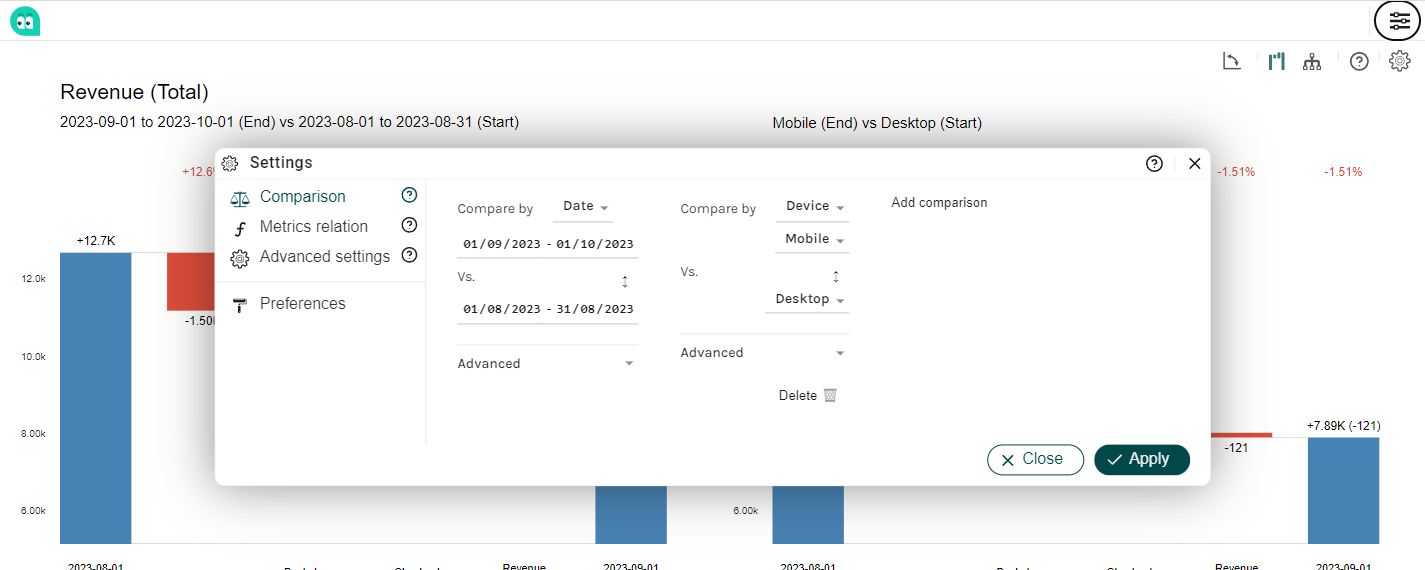 Revenue (Total)
2023-09-01 to 2023-10-01 (End) vs 2023-08-01 to 2023-08-31 (Start)
Mobile (End) vs Desktop (Start)
+12.6
-1.51%
-1.51%
+12.7K
-1.50
12.0k
10.0k
8.00k
6.00k
Settings
Comparison
Metrics relation
Advanced settings
Preferences
Compare by Date
01/09/2023 - 01/10/2023
Vs.
01/08/2023 - 31/08/2023
Advanced
Compare by Device
Mobile
Vs.
Desktop
Advanced
Delete
Add comparison
Close
Apply
+7.89K (-121)
-121
6.00k
2023-08-01
Revenue
2023-09-01
2023-08-01
Revenue
2023-09-01